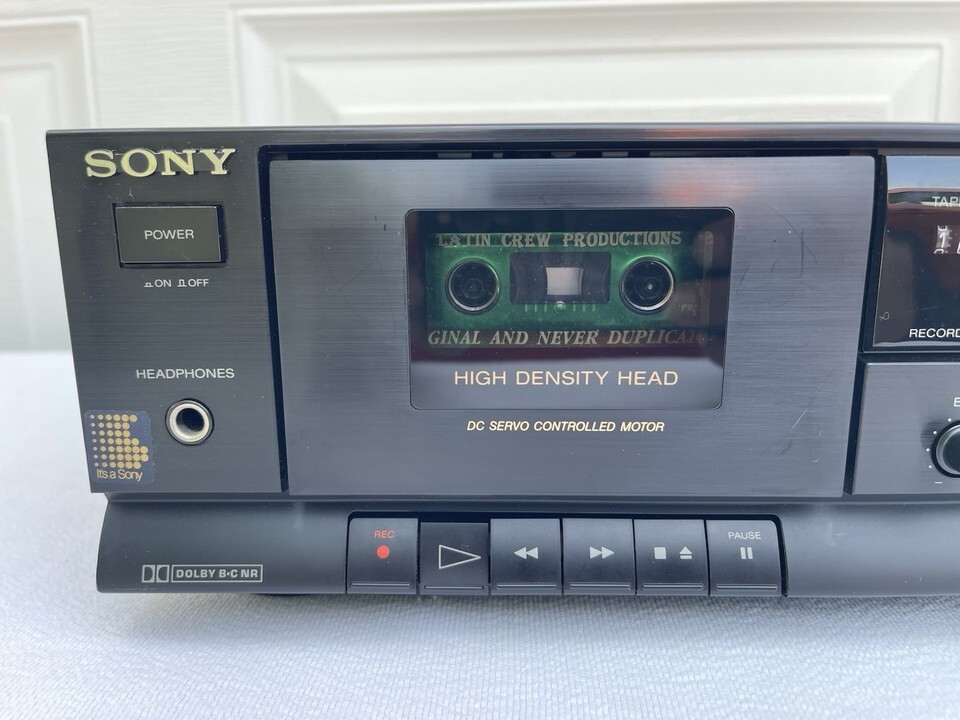 SONY
POWER
ON OFF
HEADPHONES
It's a Sony
LATIN CREW PRODUCTIONS
GINAL AND NEVER DUPLICA
HIGH DENSITY HEAD
DC SERVO CONTROLLED MOTOR
TAP
RECORD
REC
PAUSE
DOLBY B·C NR